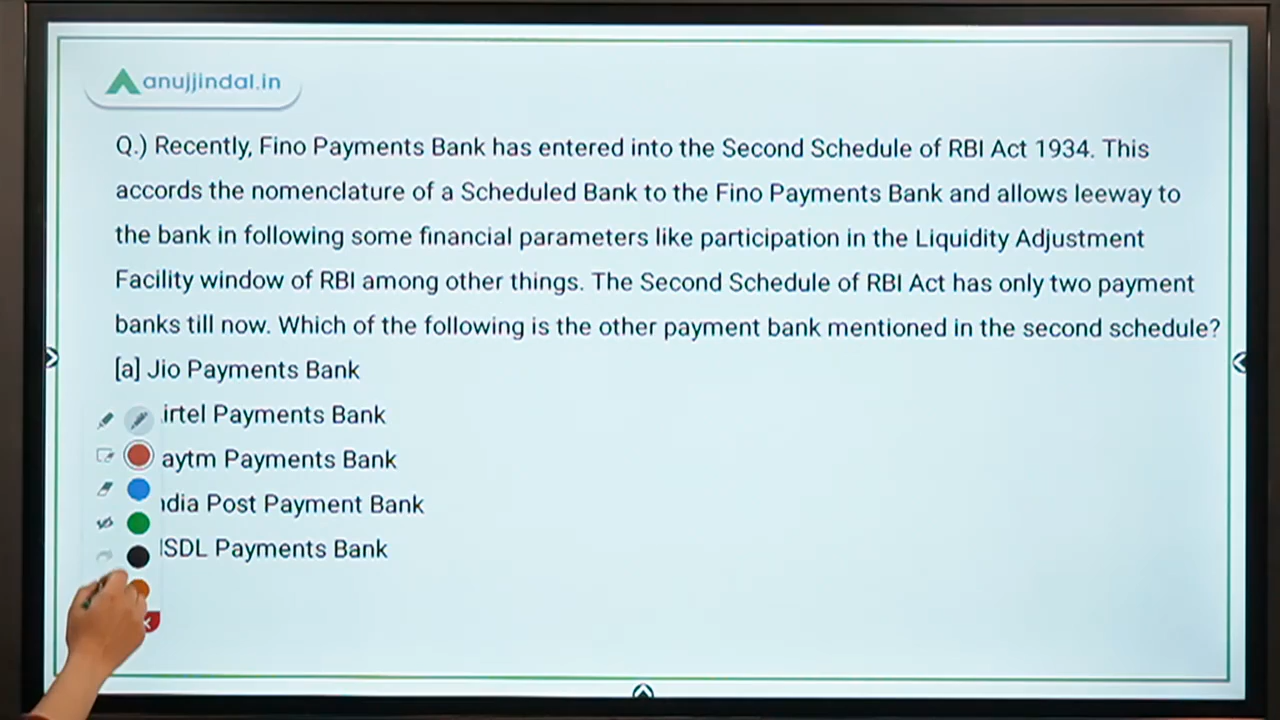 anujjindal.in
Q.) Recently, Fino Payments Bank has entered into the Second Schedule of RBI Act 1934. This
accords the nomenclature of a Scheduled Bank to the Fino Payments Bank and allows leeway to
the bank in following some financial parameters like participation in the Liquidity Adjustment
Facility window of RBI among other things. The Second Schedule of RBI Act has only two payment
banks till now. Which of the following is the other payment bank mentioned in the second schedule?
[a] Jio Payments Bank
irtel Payments Bank
aytm Payments Bank
ndia Post Payment Bank
SDL Payments Bank